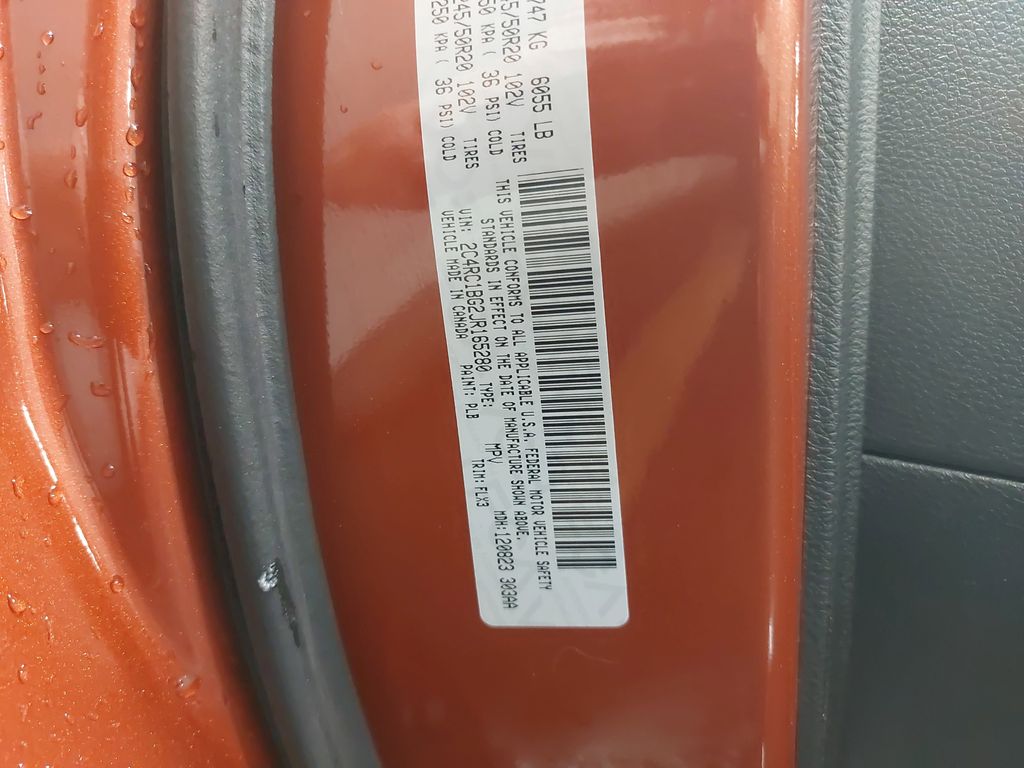 747 KG 6055 LB
5/50R20 102V TIRES
50 KPA ( 36 PSI) COLD
245/50R20 102V TIRES
250 KPA ( 36 PSI) COLD
THIS VEHICLE CONFORMS TO ALL APPLICABLE U.S.A. FEDERAL MOTOR VEHICLE SAFETY
STANDARDS IN EFFECT ON THE DATE OF MANUFACTURE SHOWN ABOVE.
VIN: 2C4RC1BG2JR165280 TYPE: MPV MDH:120823 303AA
VEHICLE MADE IN CANADA PAINT: PLB TRIM:FLX3